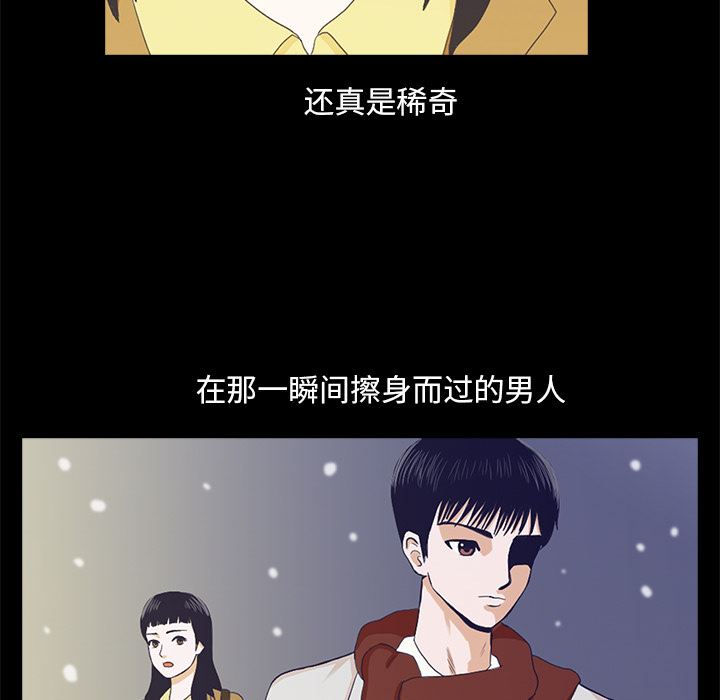 还真是稀奇
在那一瞬间擦身而过的男人